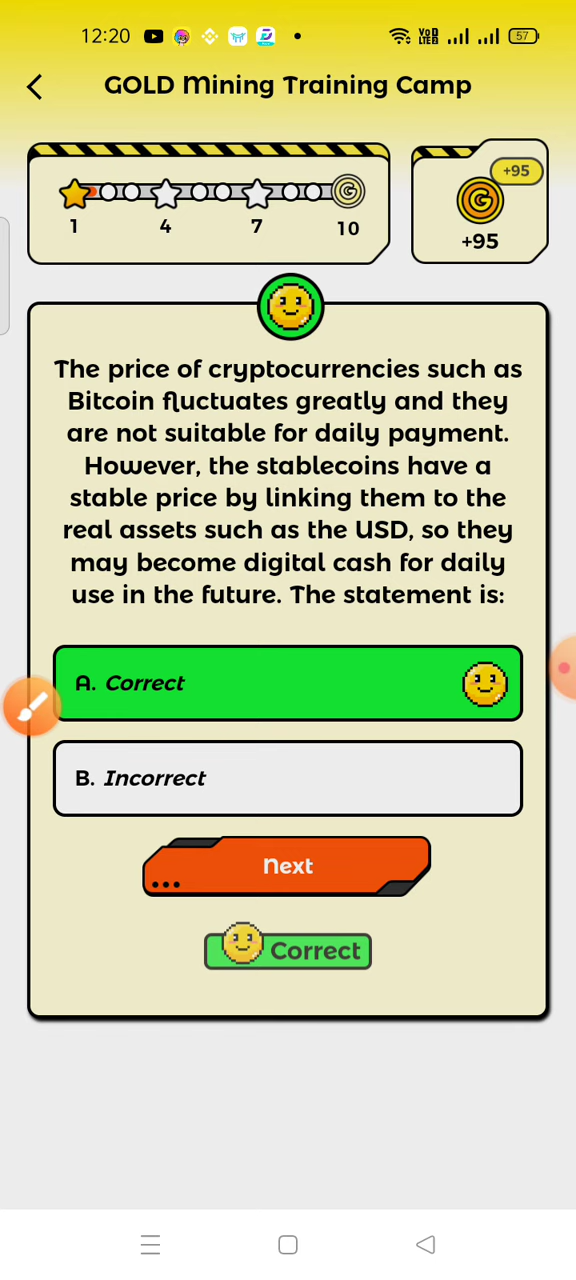 12:20
VoD
LTE2
57
GOLD Mining Training Camp
1
4
7
G
10
+95
G
+95
The price of cryptocurrencies such as
Bitcoin fluctuates greatly and they
are not suitable for daily payment.
However, the stablecoins have a
stable price by linking them to the
real assets such as the USD, so they
may become digital cash for daily
use in the future. The statement is:
A. Correct
B. Incorrect
Next
Correct